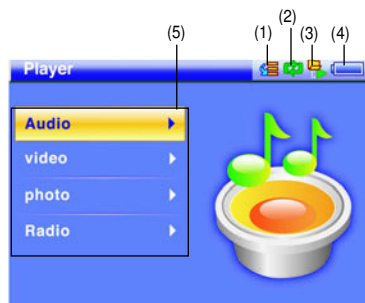 (5) (1) (2) (3) (4)
Player
Audio
video
photo
Radio